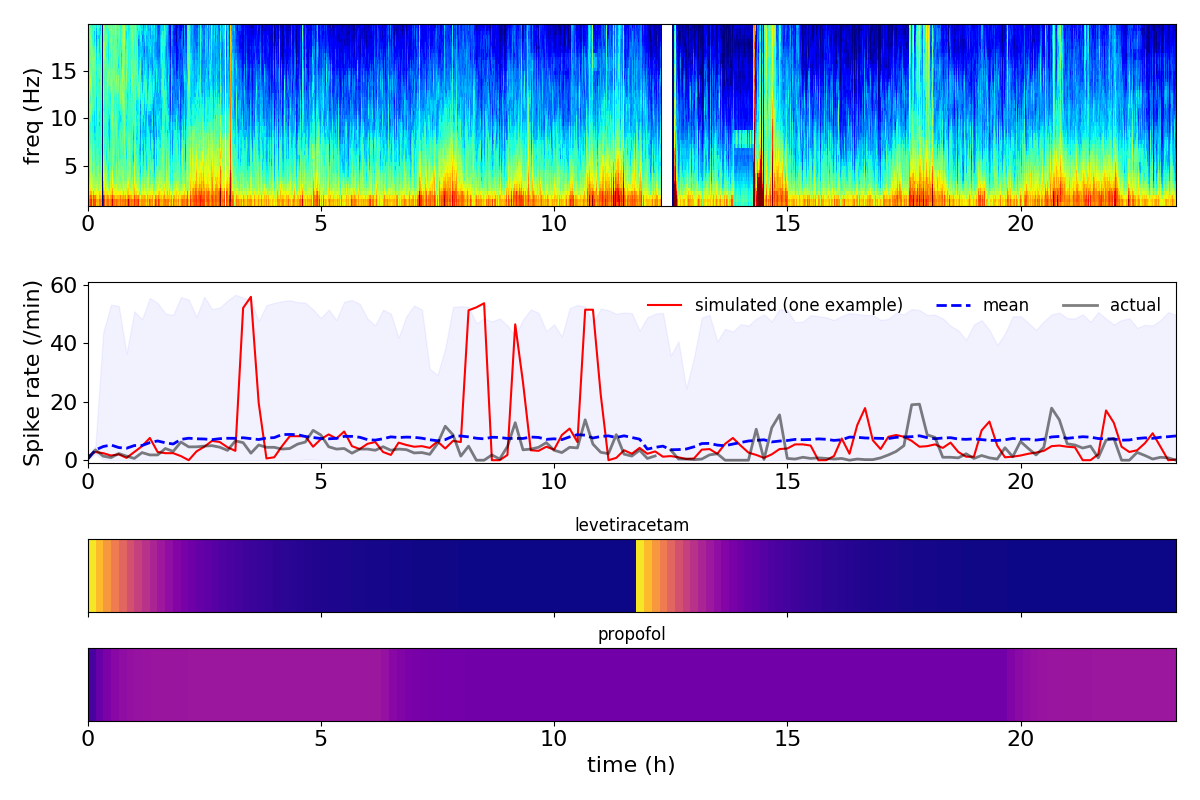 freq (Hz)
15
10
5
0 5 10 15 20
Spike rate (/min)
60
40
20
0
simulated (one example) mean actual
0 5 10 15 20
levetiracetam
propofol
0 5 10 15 20
time (h)